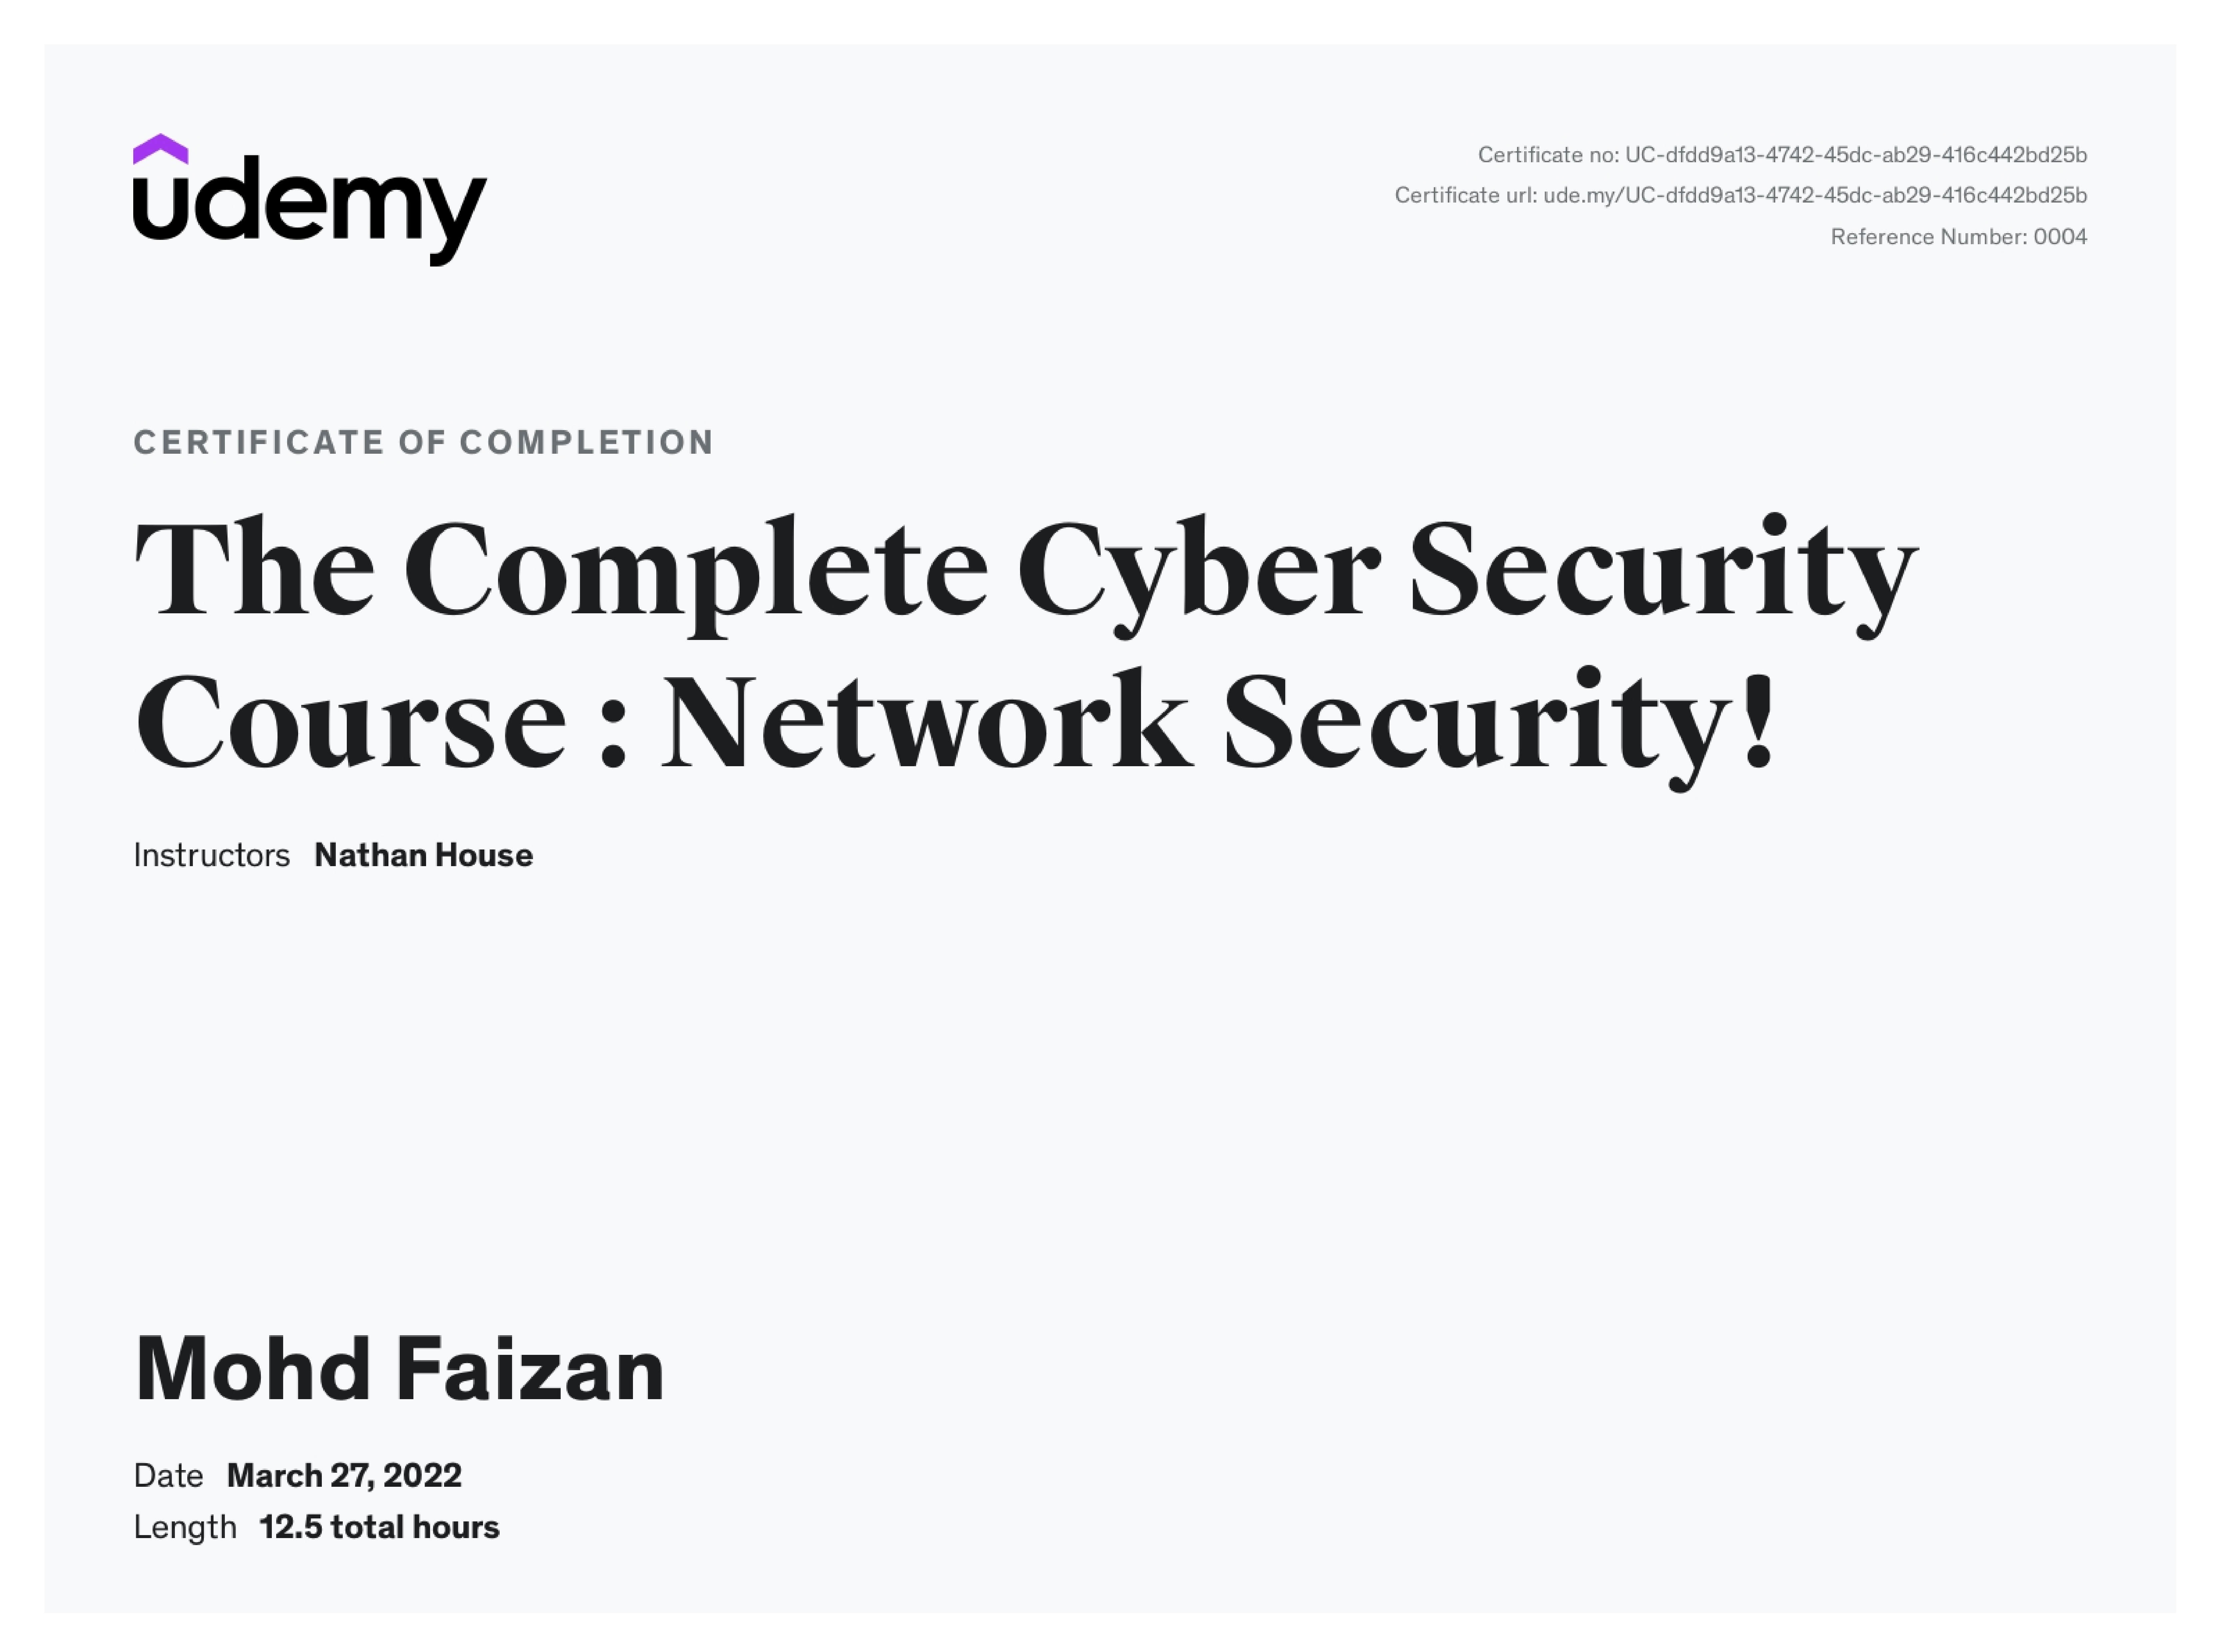 udemy
Certificate no: UC-dfdd9a13-4742-45dc-ab29-416c442bd25b
Certificate url: ude.my/UC-dfdd9a13-4742-45dc-ab29-416c442bd25b
Reference Number: 0004
CERTIFICATE OF COMPLETION
The Complete Cyber Security
Course : Network Security!
Instructors Nathan House
Mohd Faizan
Date March 27, 2022
Length 12.5 total hours